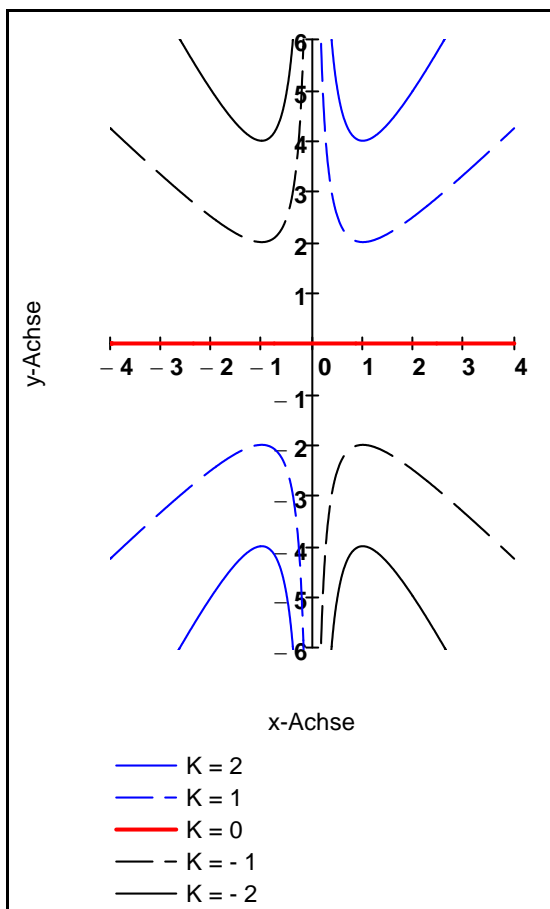 6
5
4
3
2
1
y-Achse
– 4 – 3 – 2 – 1 0 1 2 3 4
– 1
– 2
– 3
– 4
– 5
– 6
x-Achse
K = 2
K = 1
K = 0
K = - 1
K = - 2